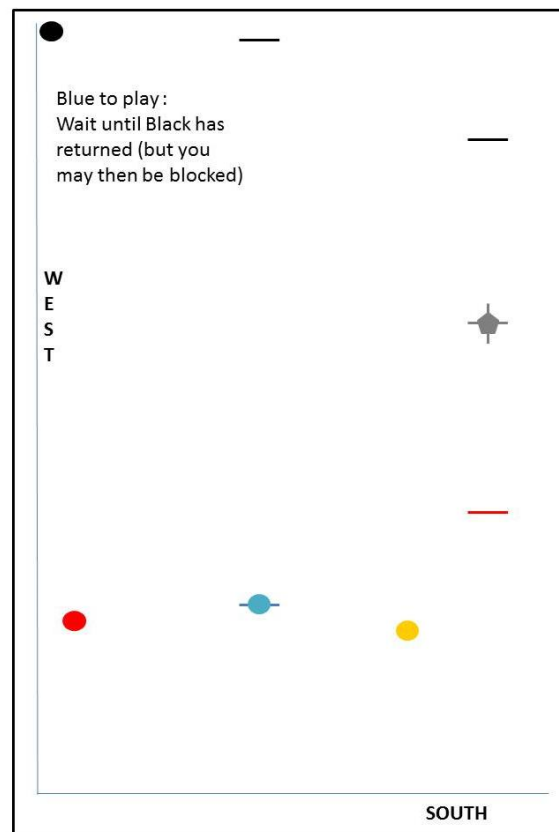 Blue to play :
Wait until Black has
returned (but you
may then be blocked)
W
E
S
T
SOUTH